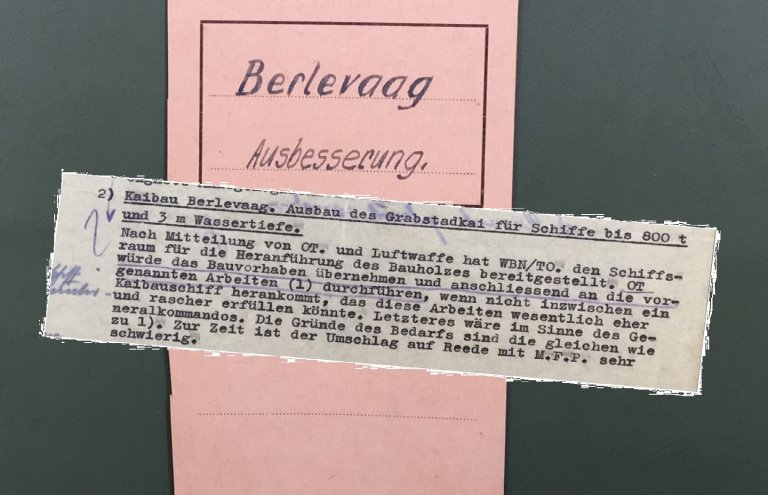 Berlevaag
Ausbesserung.
2) Kaibau Berlevaag. Ausbau des Grabstadkai für Schiffe bis 800 t
und 3 m Wassertiefe.
Nach Mitteilung von OT. und Luftwaffe hat WBN/TO. den Schiffs-
raum für die Heranführung des Bauholzes bereitgestellt. OT
würde das Bauvorhaben übernehmen und anschliessend an die vor-
genannten Arbeiten (1) durchführen, wenn nicht inzwischen ein
Kaibauschiff herankommt, das diese Arbeiten wesentlich eher
und rascher erfüllen könnte. Letzteres wäre im Sinne des Ge-
neralkommandos. Die Gründe des Bedarfs sind die gleichen wie
zu 1). Zur Zeit ist der Umschlag auf Reede mit M.F.P. sehr
schwierig.